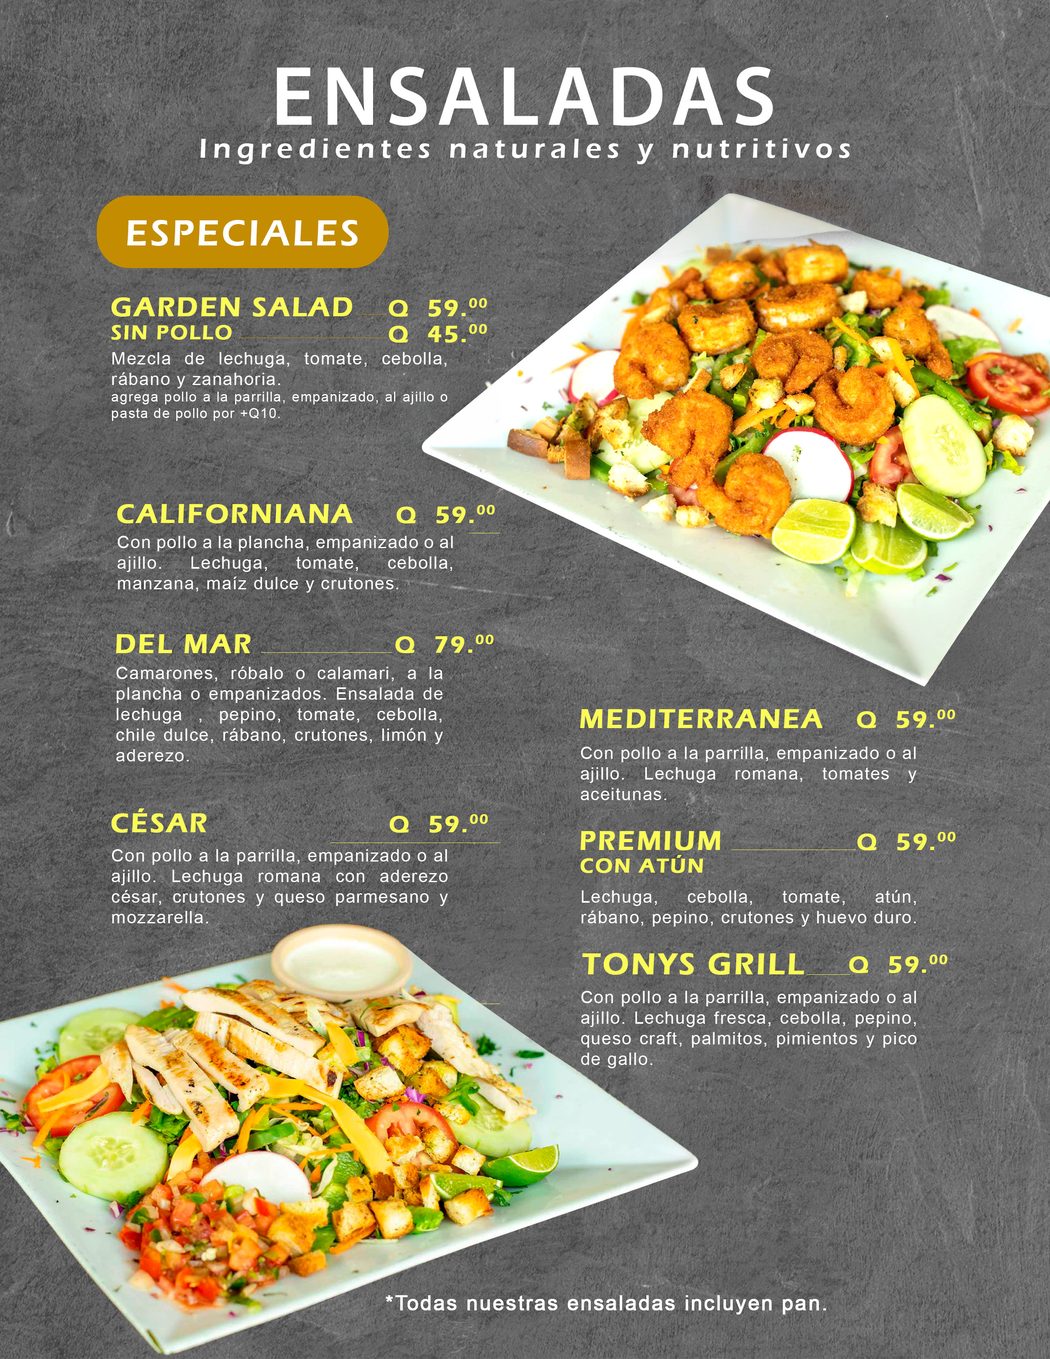 ENSALADAS
Ingredientes naturales y nutritivos
ESPECIALES
GARDEN SALAD Q 59.00
SIN POLLO Q 45.00
Mezcla de lechuga, tomate, cebolla,
rábano y zanahoria.
agrega pollo a la parrilla, empanizado, al ajillo o
pasta de pollo por +Q10.
CALIFORNIANA Q 59.00
Con pollo a la plancha, empanizado o al
ajillo. Lechuga, tomate, cebolla,
manzana, maíz dulce y crutones.
DEL MAR Q 79.00
Camarones, róbalo o calamari, a la
plancha o empanizados. Ensalada de
lechuga , pepino, tomate, cebolla,
chile dulce, rábano, crutones, limón y
aderezo.
CÉSAR Q 59.00
Con pollo a la parrilla, empanizado o al
ajillo. Lechuga romana con aderezo
césar, crutones y queso parmesano y
mozzarella.
MEDITERRANEA Q 59.00
Con pollo a la parrilla, empanizado o al
ajillo. Lechuga romana, tomates y
aceitunas.
PREMIUM Q 59.00
CON ATÚN
Lechuga, cebolla, tomate, atún,
rábano, pepino, crutones y huevo duro.
TONYS GRILL Q 59.00
Con pollo a la parrilla, empanizado o al
ajillo. Lechuga fresca, cebolla, pepino,
queso craft, palmitos, pimientos y pico
de gallo.
*Todas nuestras ensaladas incluyen pan.